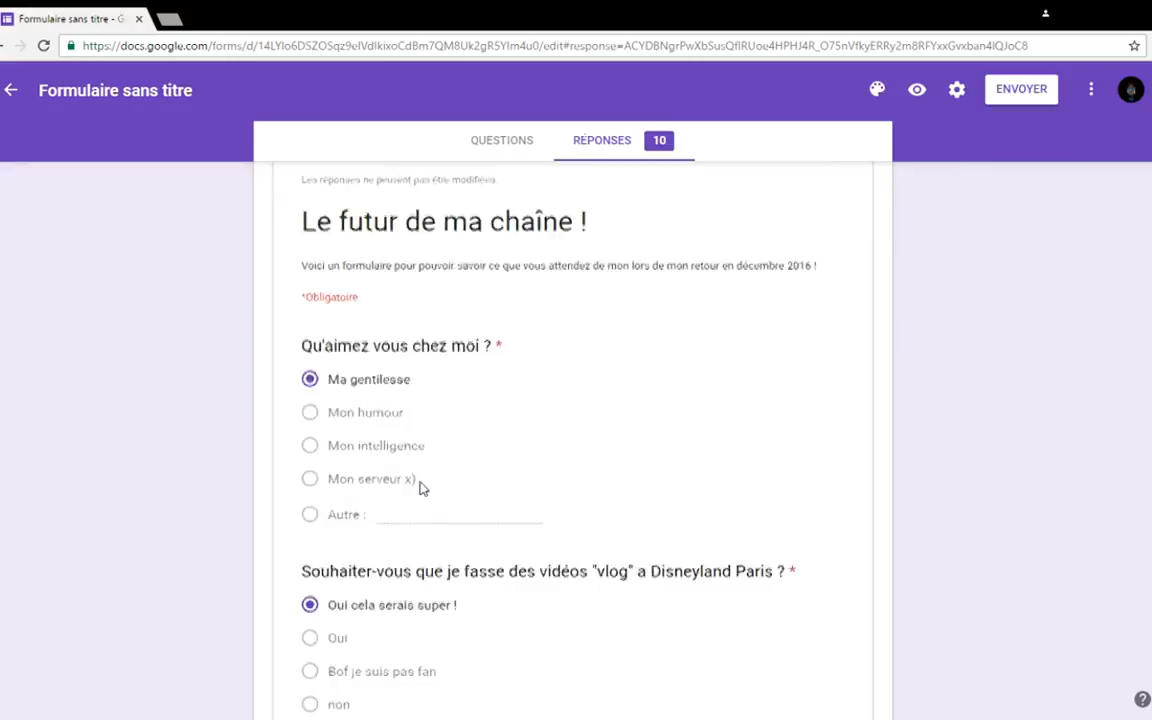 Formulaire sans titre - G
https://docs.google.com/forms/d/14LYlo6DSZOSqz9elVdlkixoCdBm7QM8Uk2gR5Ylm4u0/edit#response=ACYDBNgrPwXbSusQflRUoe4HPHJ4R_O75nVfkyERRy2m8RFYxxGvxban4lQJoC8
Formulaire sans titre
ENVOYER
QUESTIONS
RÉPONSES 10
Les réponses ne peuvent pas être modifiées.
Le futur de ma chaîne !
Voici un formulaire pour pouvoir savoir ce que vous attendez de mon lors de mon retour en décembre 2016 !
*Obligatoire
Qu'aimez vous chez moi ? *
Ma gentilesse
Mon humour
Mon intelligence
Mon serveur x)
Autre :
Souhaiter-vous que je fasse des vidéos "vlog" a Disneyland Paris ? *
Oui cela serais super !
Oui
Bof je suis pas fan
non